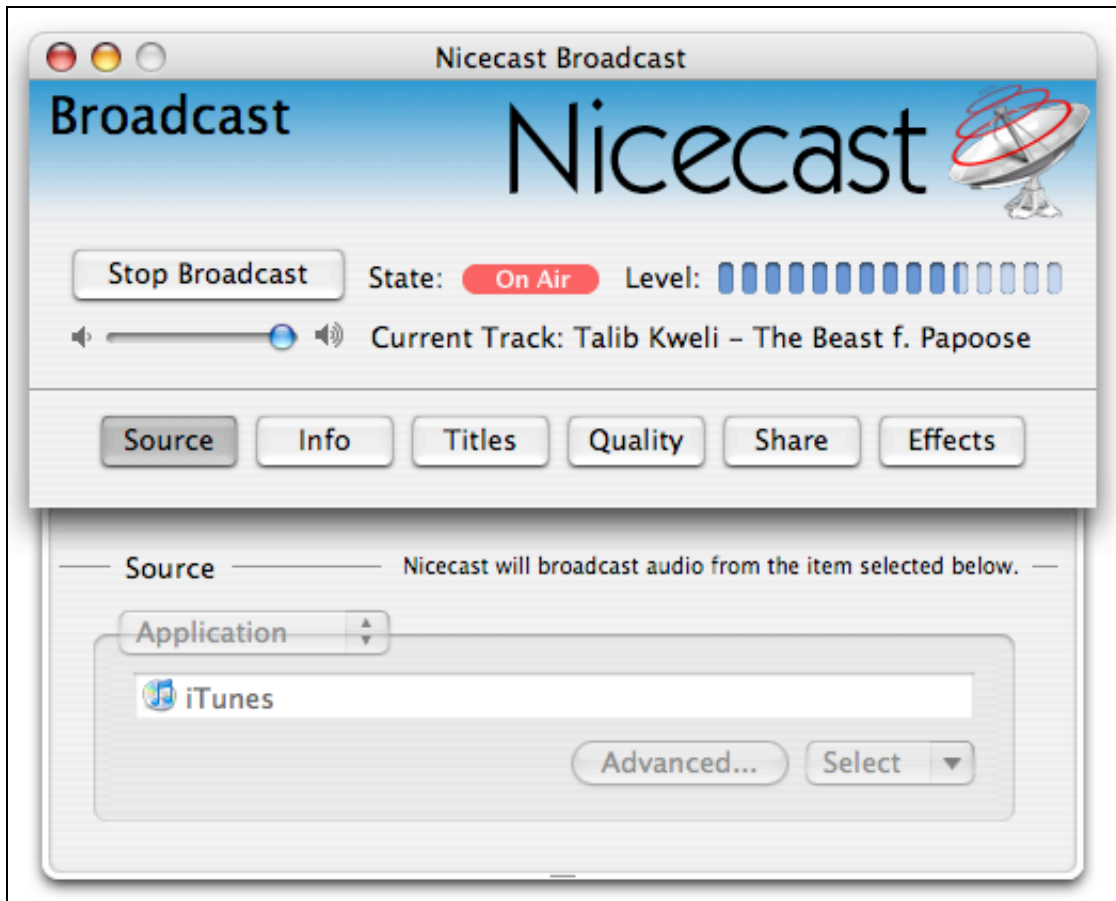 Nicecast Broadcast
Broadcast
Nicecast
Stop Broadcast State: On Air Level:
Current Track: Talib Kweli – The Beast f. Papoose
Source Info Titles Quality Share Effects
Source Nicecast will broadcast audio from the item selected below.
Application
iTunes
Advanced... Select